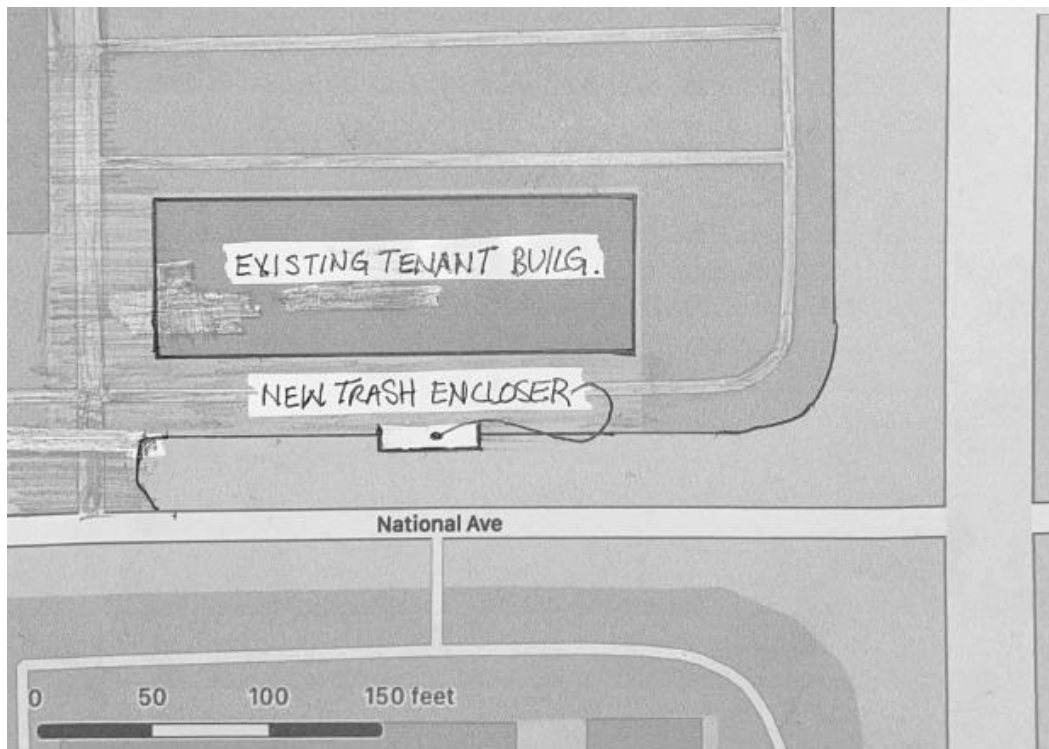 EXISTING TENANT BUILG.
NEW TRASH ENCLOSER
National Ave
0 50 100 150 feet